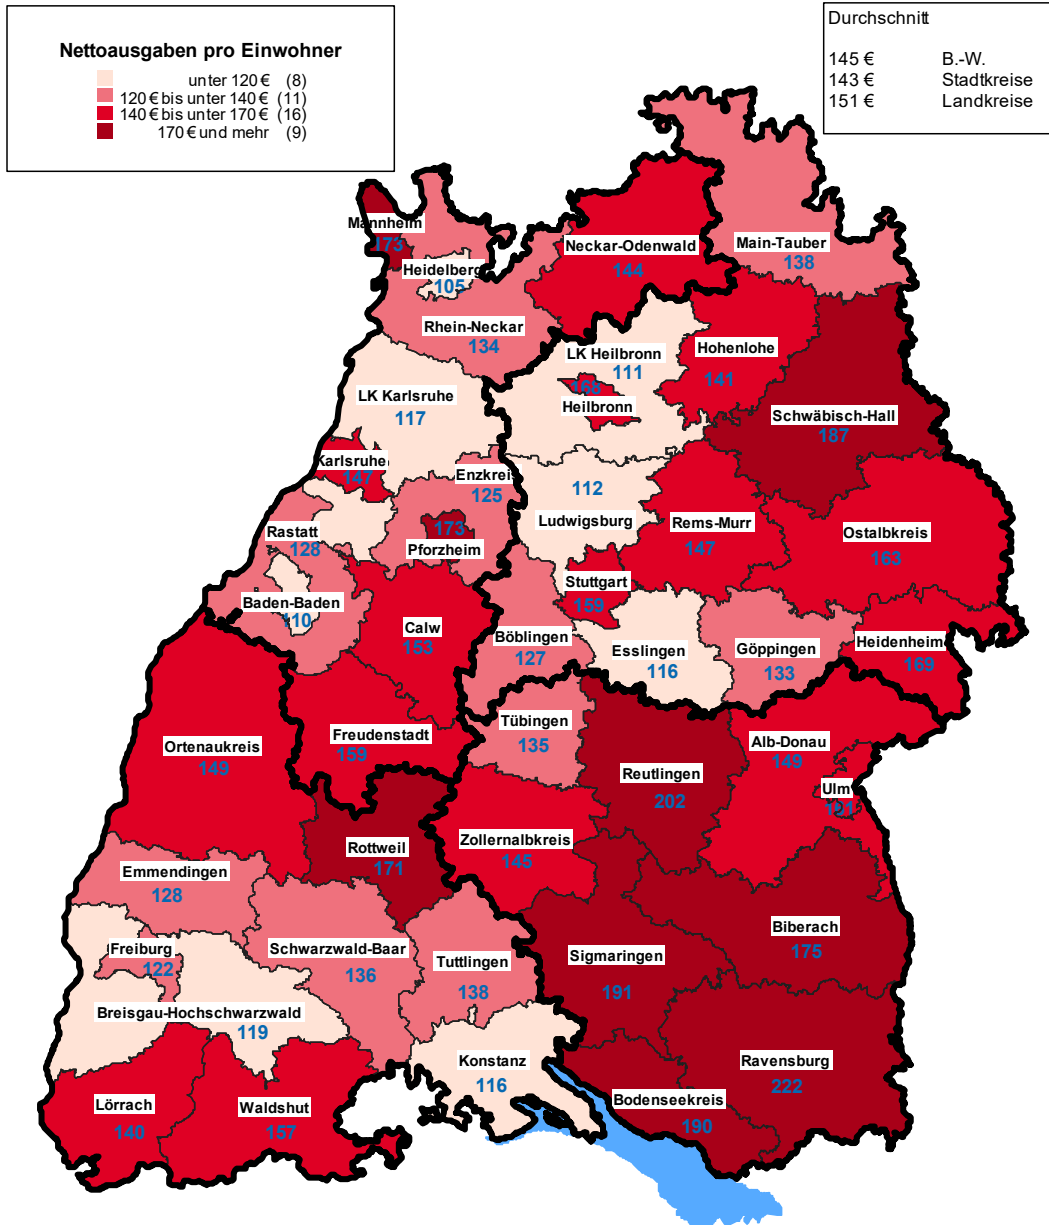 Nettoausgaben pro Einwohner
unter 120 € (8)
120 € bis unter 140 € (11)
140 € bis unter 170 € (16)
170 € und mehr (9)
Durchschnitt
145 € B.-W.
143 € Stadtkreise
151 € Landkreise
Mannheim
173
Heidelberg
105
Neckar-Odenwald
144
Main-Tauber
138
Rhein-Neckar
134
LK Heilbronn
111
Hohenlohe
141
168
Heilbronn
LK Karlsruhe
117
Schwäbisch-Hall
187
Karlsruhe
147
Enzkreis
125
112
Ludwigsburg
Rems-Murr
147
Ostalbkreis
163
Rastatt
128
173
Pforzheim
Stuttgart
159
Baden-Baden
110
Calw
153
Böblingen
127
Esslingen
116
Göppingen
133
Heidenheim
169
Ortenaukreis
149
Freudenstadt
159
Tübingen
135
Reutlingen
202
Alb-Donau
149
Ulm
Rottweil
171
Zollernalbkreis
145
Emmendingen
128
Freiburg
122
Schwarzwald-Baar
136
Tuttlingen
138
Sigmaringen
191
Biberach
175
Breisgau-Hochschwarzwald
119
Konstanz
116
Ravensburg
222
Bodenseekreis
190
Lörrach
140
Waldshut
157